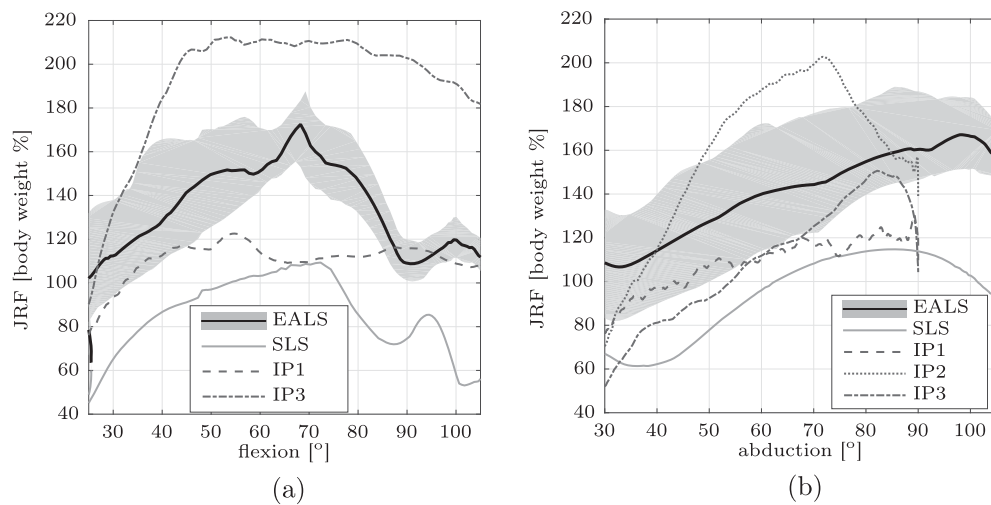 220
200
180
160
140
120
100
80
60
40
JRF [body weight %]
30 40 50 60 70 80 90 100
flexion [°]
EALS
SLS
IP1
IP3
(a)
220
200
180
160
140
120
100
80
60
40
JRF [body weight %]
30 40 50 60 70 80 90 100
abduction [°]
EALS
SLS
IP1
IP2
IP3
(b)